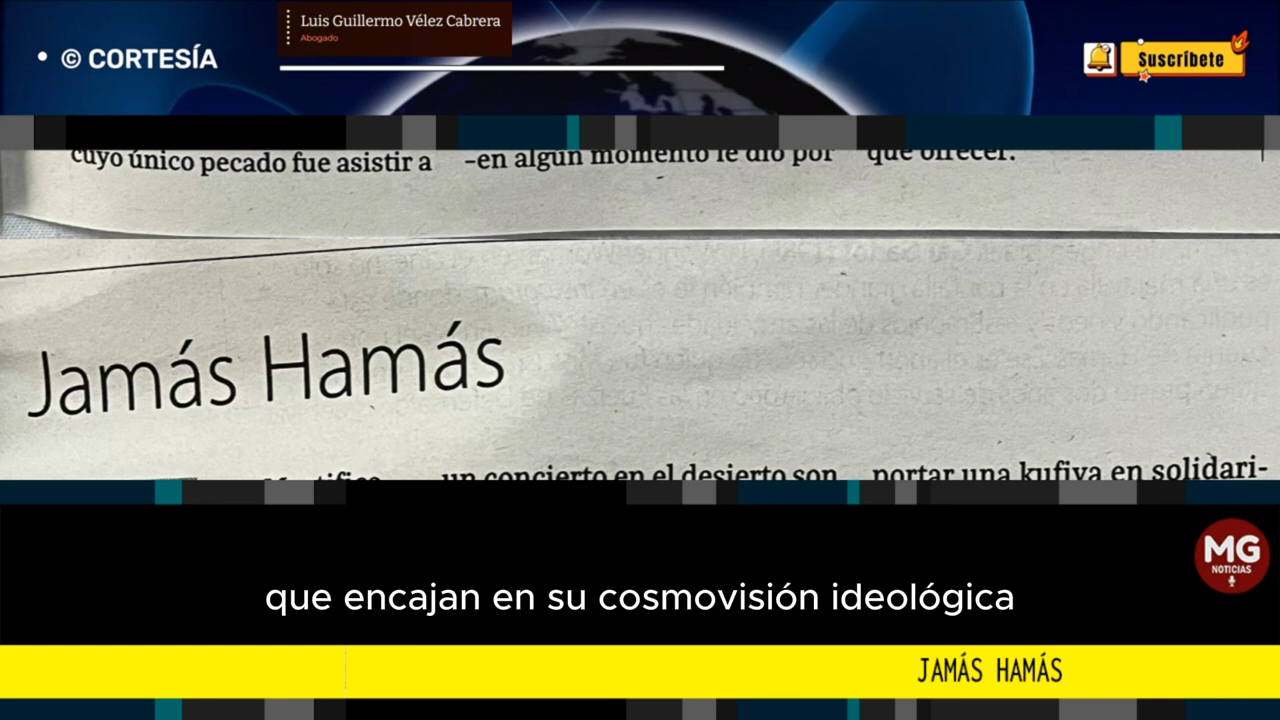 Luis Guillermo Vélez Cabrera
Abogado
• © CORTESÍA
Suscríbete
cuyo único pecado fue asistir a
–en algún momento le dio por
que ofrecer.
Jamás Hamás
un concierto en el desierto son
portar una kufiya en solidari-
MG
NOTICIAS
que encajan en su cosmovisión ideológica
JAMÁS HAMÁS